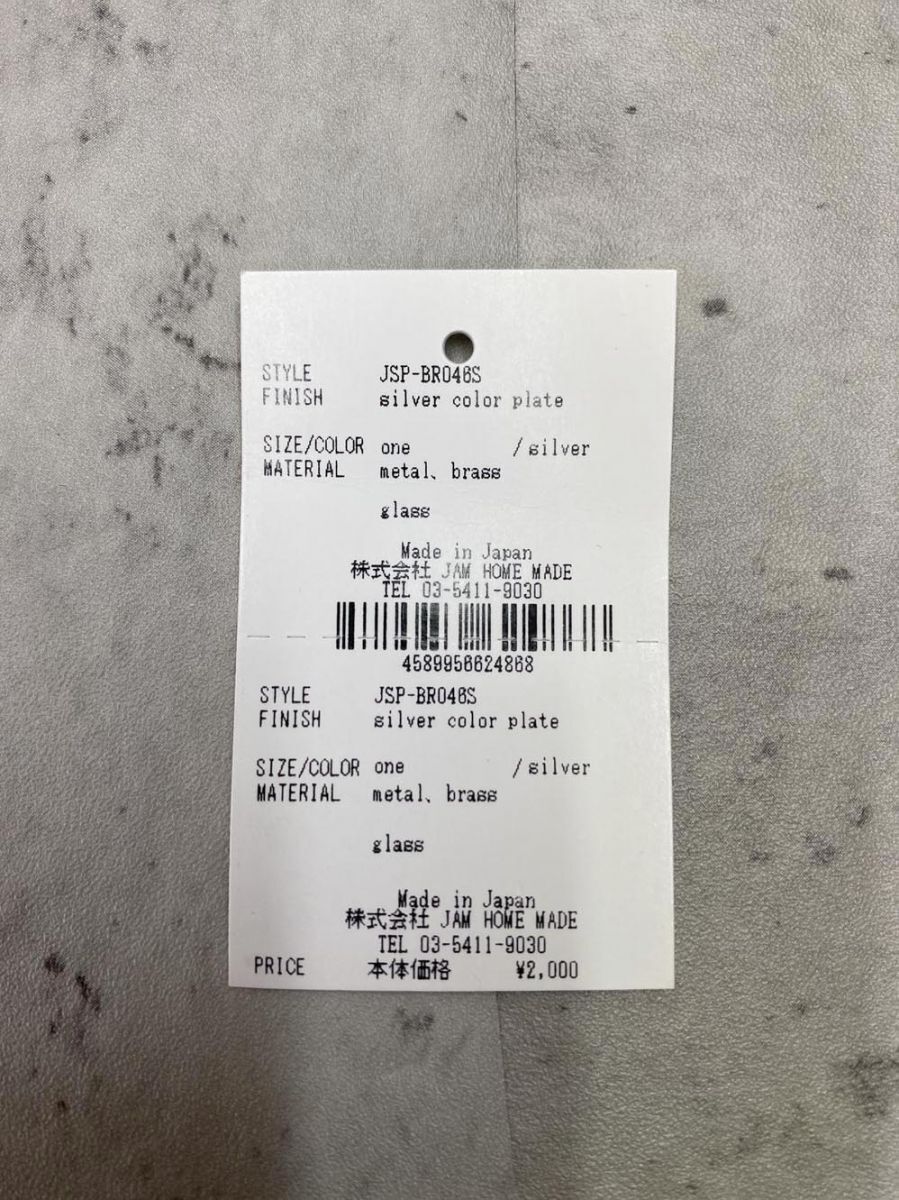 STYLE JSP-BR046S
FINISH silver color plate
SIZE/COLOR one /silver
MATERIAL metal、brass
glass
Made in Japan
株式会社 JAM HOME MADE
TEL 03-5411-9030
4589956624868
STYLE JSP-BR046S
FINISH silver color plate
SIZE/COLOR one /silver
MATERIAL metal、brass
glass
Made in Japan
株式会社 JAM HOME MADE
TEL 03-5411-9030
PRICE 本体価格 ¥2,000